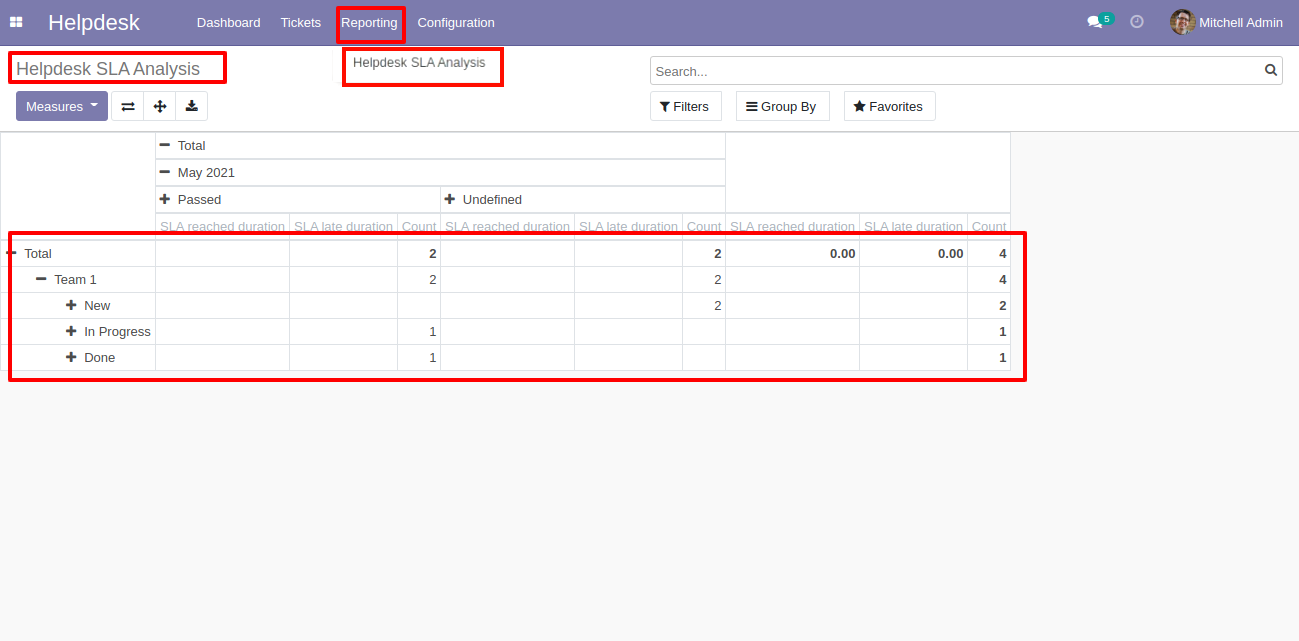 Helpdesk Dashboard Tickets Reporting Configuration 5 Mitchell Admin
Helpdesk SLA Analysis Helpdesk SLA Analysis Search...
Measures Filters Group By Favorites
Total
May 2021
Passed Undefined
SLA reached duration SLA late duration Count SLA reached duration SLA late duration Count SLA reached duration SLA late duration Count
Total 2 2 0.00 0.00 4
Team 1 2 2 4
New 2 2
In Progress 1 1
Done 1 1